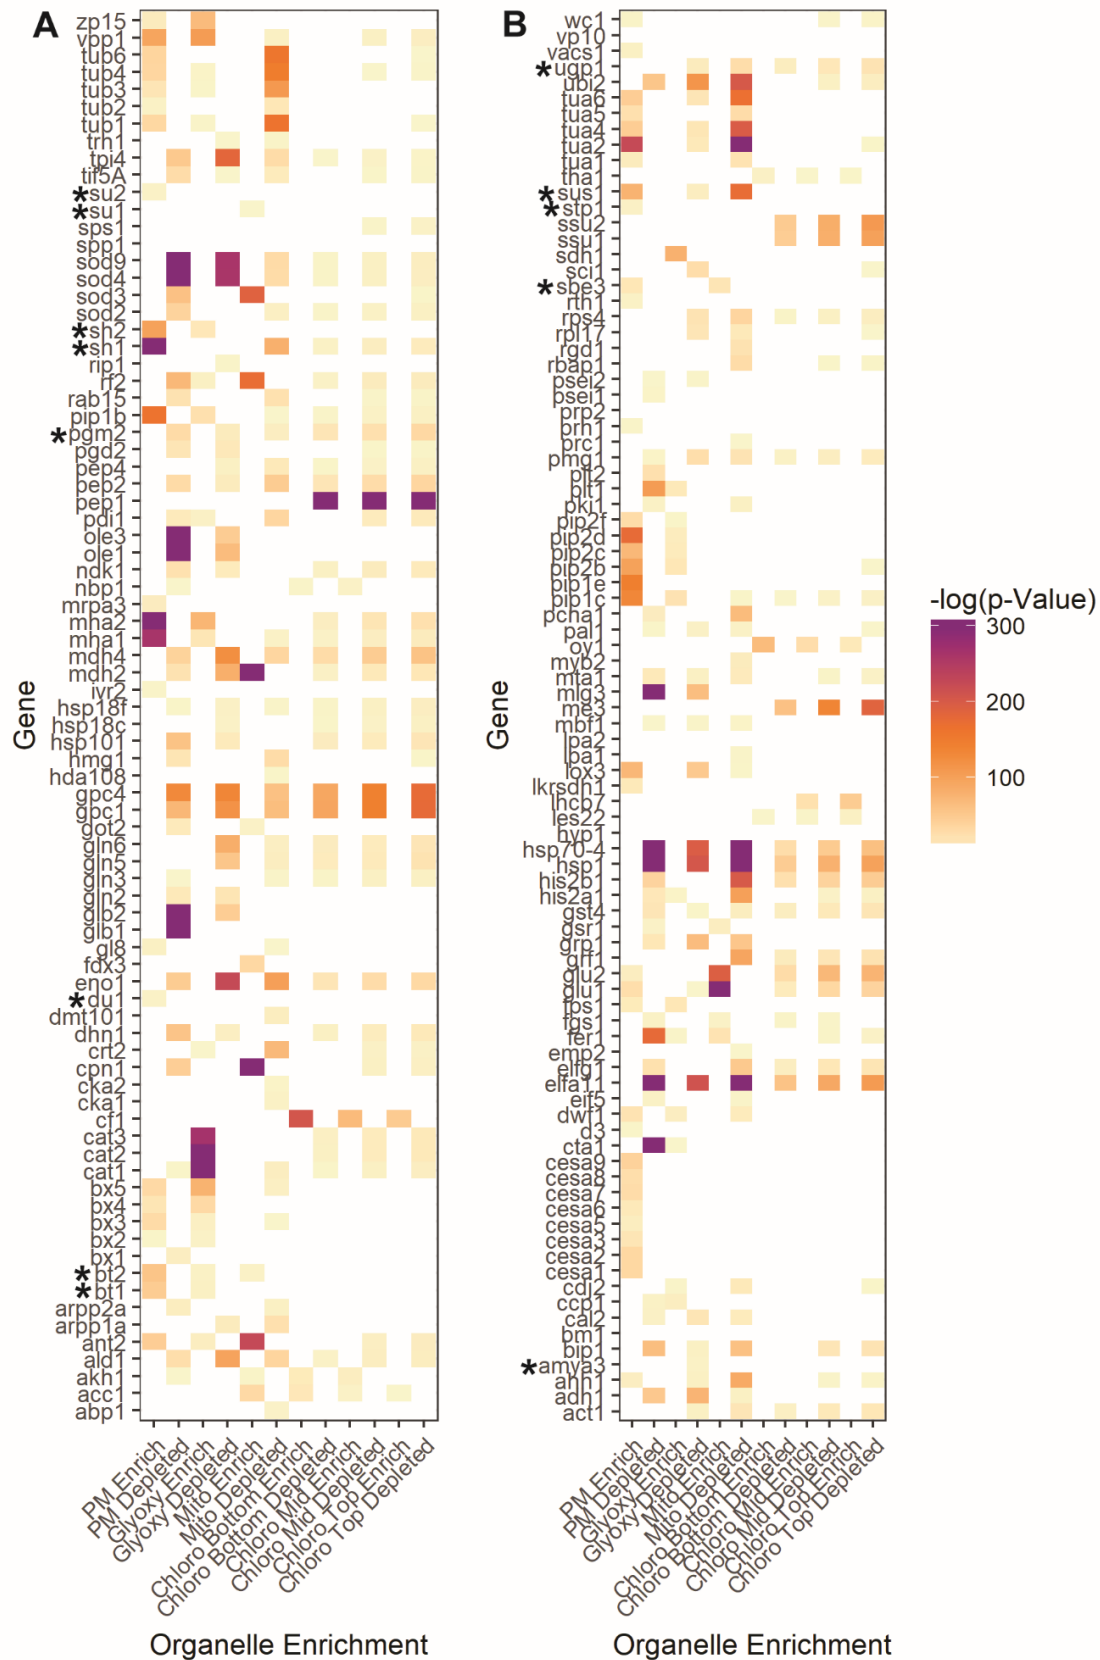 A
B
zp15
vpp1
tub6
tub4
tub3
tub2
tub1
trh1
tpi4
tif5A
*su2
*su1
sps1
spp1
sod9
sod4
sod3
sod2
*sh2
*sh1
rip1
rf2
rab15
pip1b
*pgm2
pgd2
pep4
pep2
pep1
pdi1
ole3
ole1
ndk1
nbp1
mrpa3
mha2
mha1
mdh4
mdh2
ivr2
hsp18f
hsp18c
hsp101
hmg1
hda108
gpc4
gpc1
got2
gln6
gln5
gln3
gln2
glb2
glb1
gl8
fdx3
eno1
*du1
dmt101
dhn1
crt2
cpn1
cka2
cka1
cf1
cat3
cat2
cat1
bx5
bx4
bx3
bx2
bx1
*bt2
*bt1
arpp2a
arpp1a
ant2
ald1
akh1
acc1
abp1
Gene
PM Enrich
PM Depleted
Glyoxy Enrich
Glyoxy Depleted
Mito Enrich
Mito Depleted
Chloro Bottom Enrich
Chloro Bottom Depleted
Chloro Mid Enrich
Chloro Mid Depleted
Chloro Top Enrich
Chloro Top Depleted
Organelle Enrichment
wc1
vp10
vacs1
*ugp1
ubi2
tua6
tua5
tua4
tua2
tua1
tha1
*sus1
*stp1
ssu2
ssu1
sdh1
sci1
*sbe3
rth1
rps4
rpl17
rgd1
rbap1
psei2
psei1
prp2
prh1
prc1
pmg1
plt2
plt1
pki1
pip2f
pip2d
pip2c
pip2b
pip1e
pip1c
pcna1
pal1
oy1
myb2
mta1
mlg3
me3
mbf1
lpa2
lpa1
lox3
lkrsdh1
lhcb7
les22
hyp1
hsp70-4
hsp1
his2b1
his2a1
gst4
gsr1
grp1
grf1
glu2
glu1
fps1
fgs1
fer1
emp2
elfg1
elfa11
eif5
dwf1
d3
cta1
cesa9
cesa8
cesa7
cesa6
cesa5
cesa3
cesa2
cesa1
cdj2
ccp1
cal2
bm1
bip1
*amya3
ahh1
adh1
act1
Gene
PM Enrich
PM Depleted
Glyoxy Enrich
Glyoxy Depleted
Mito Enrich
Mito Depleted
Chloro Bottom Enrich
Chloro Bottom Depleted
Chloro Mid Enrich
Chloro Mid Depleted
Chloro Top Enrich
Chloro Top Depleted
Organelle Enrichment
-log(p-Value)
300
200
100